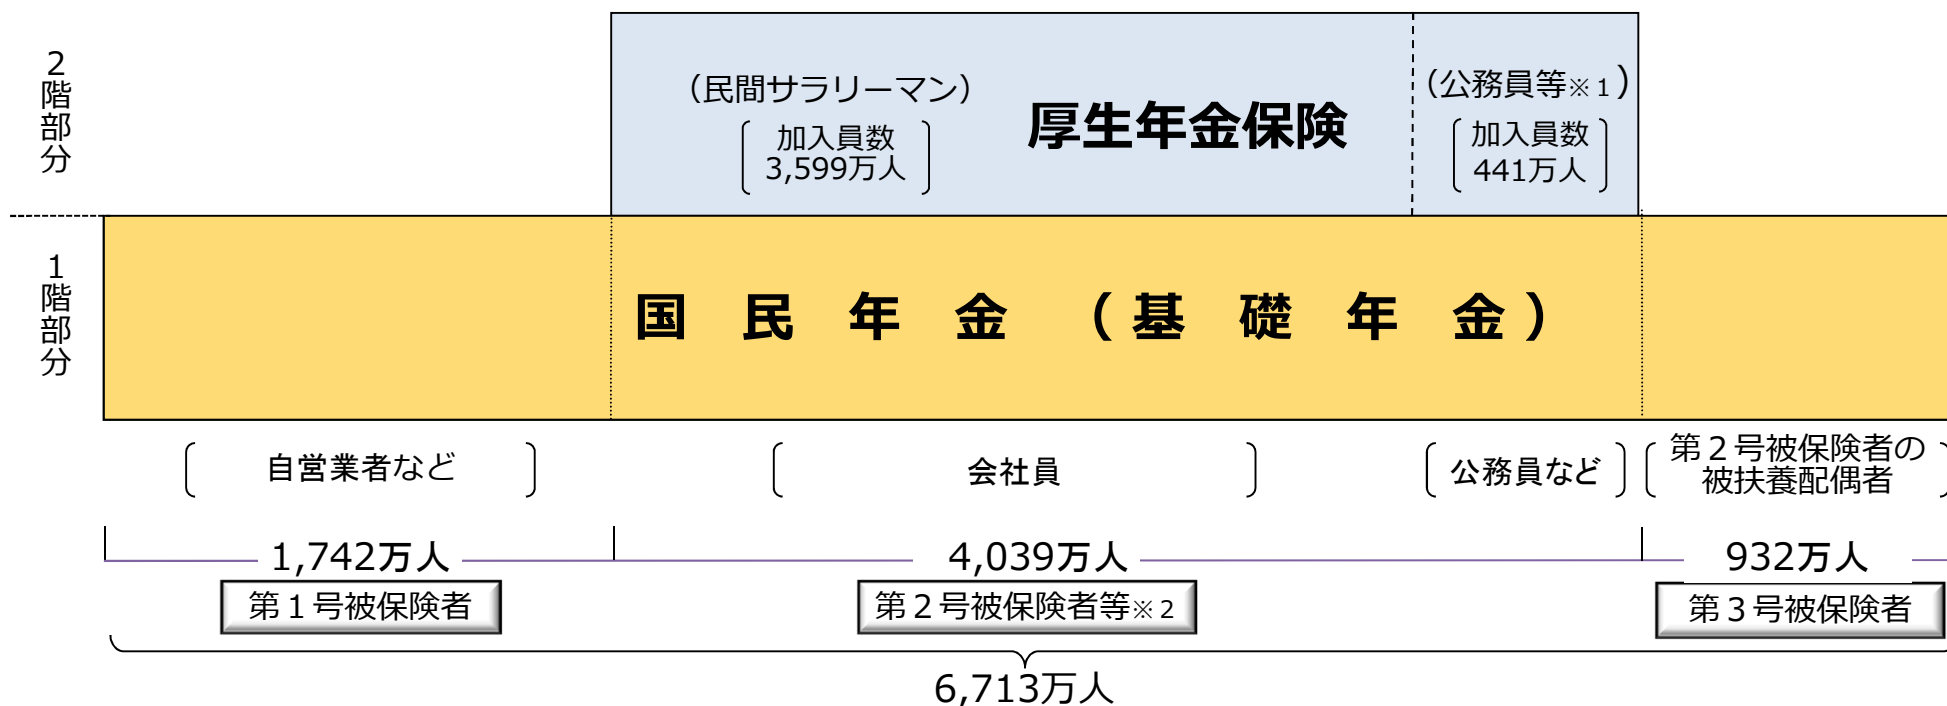 2階部分
（民間サラリーマン）
加入員数
3,599万人
厚生年金保険
（公務員等※１）
加入員数
441万人
1階部分
国民年金（基礎年金）
自営業者など
会社員
公務員など
第２号被保険者の
被扶養配偶者
1,742万人
4,039万人
932万人
第１号被保険者
第２号被保険者等※２
第３号被保険者
6,713万人